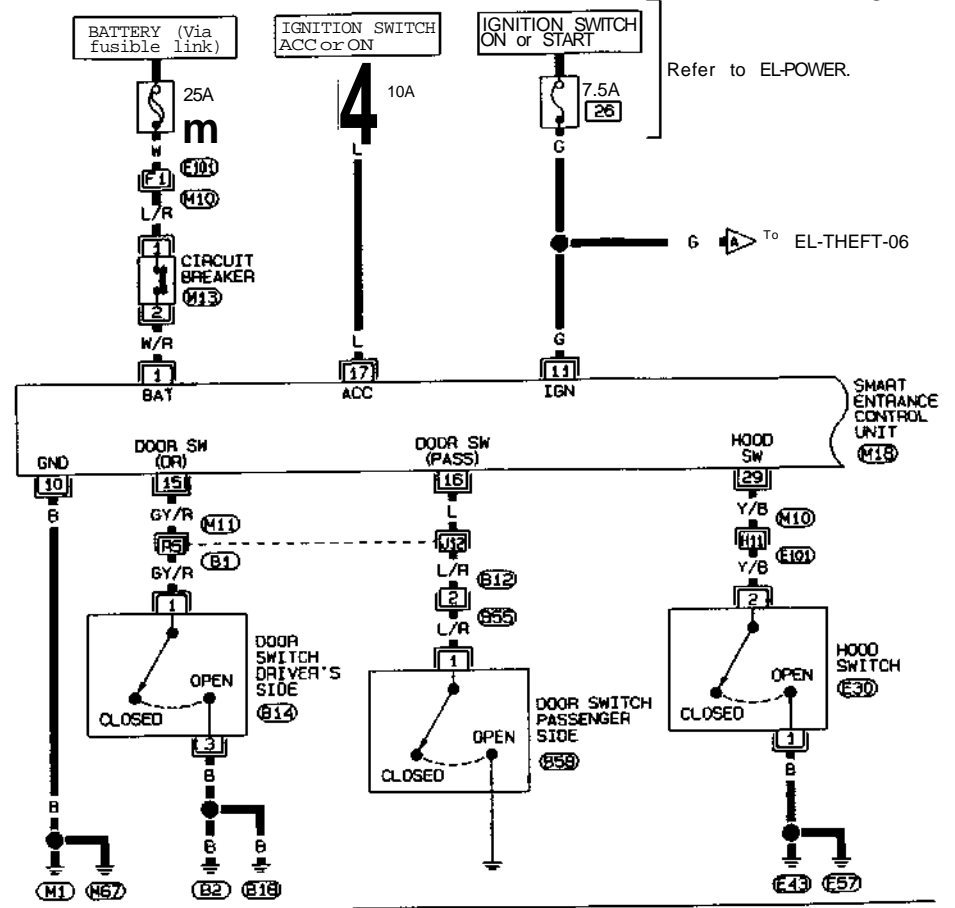 BATTERY (Via
fusible link)
IGNITION SWITCH
ACC or ON
IGNITION SWITCH
ON or START
Refer to EL-POWER.
25A
m
4
10A
7.5A
26
W
L
G
F1
E101
M10
L/R
G
A
To EL-THEFT-06
1
CIRCUIT
BREAKER
M13
2
W/R
L
G
1
17
11
BAT
ACC
IGN
SMART
ENTRANCE
CONTROL
UNIT
M18
GND
DOOR SW
(DR)
DOOR SW
(PASS)
HOOD
SW
10
15
16
29
B
GY/R
M11
L
Y/B
M10
R5
J12
H11
B1
E101
GY/R
L/R
B12
Y/B
1
2
B55
2
L/R
1
DOOR
SWITCH
DRIVER'S
SIDE
B14
OPEN
CLOSED
3
DOOR SWITCH
PASSENGER
SIDE
B58
OPEN
CLOSED
HOOD
SWITCH
E30
OPEN
CLOSED
1
B
B
B
B
B
B
M1
M67
B2
B18
E43
E57